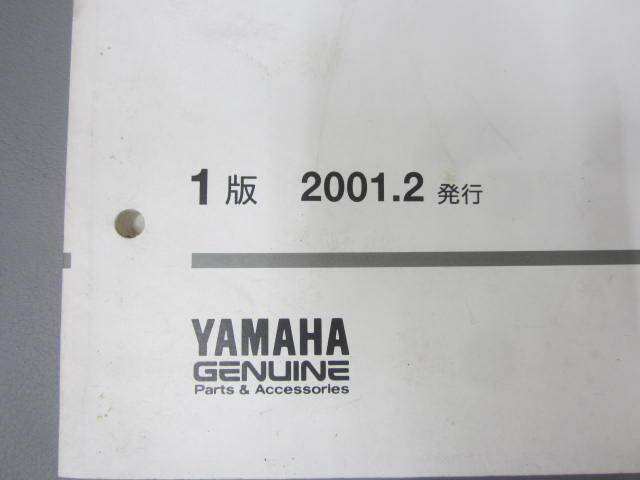 1版 2001.2 発行
YAMAHA
GENUINE
Parts & Accessories